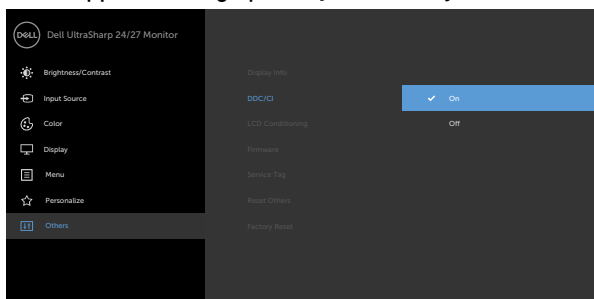 DELL Dell UltraSharp 24/27 Monitor
Brightness/Contrast
Display Info
Input Source
DDC/CI
On
Color
LCD Conditioning
Off
Display
Firmware
Menu
Service Tag
Personalize
Reset Others
Others
Factory Reset